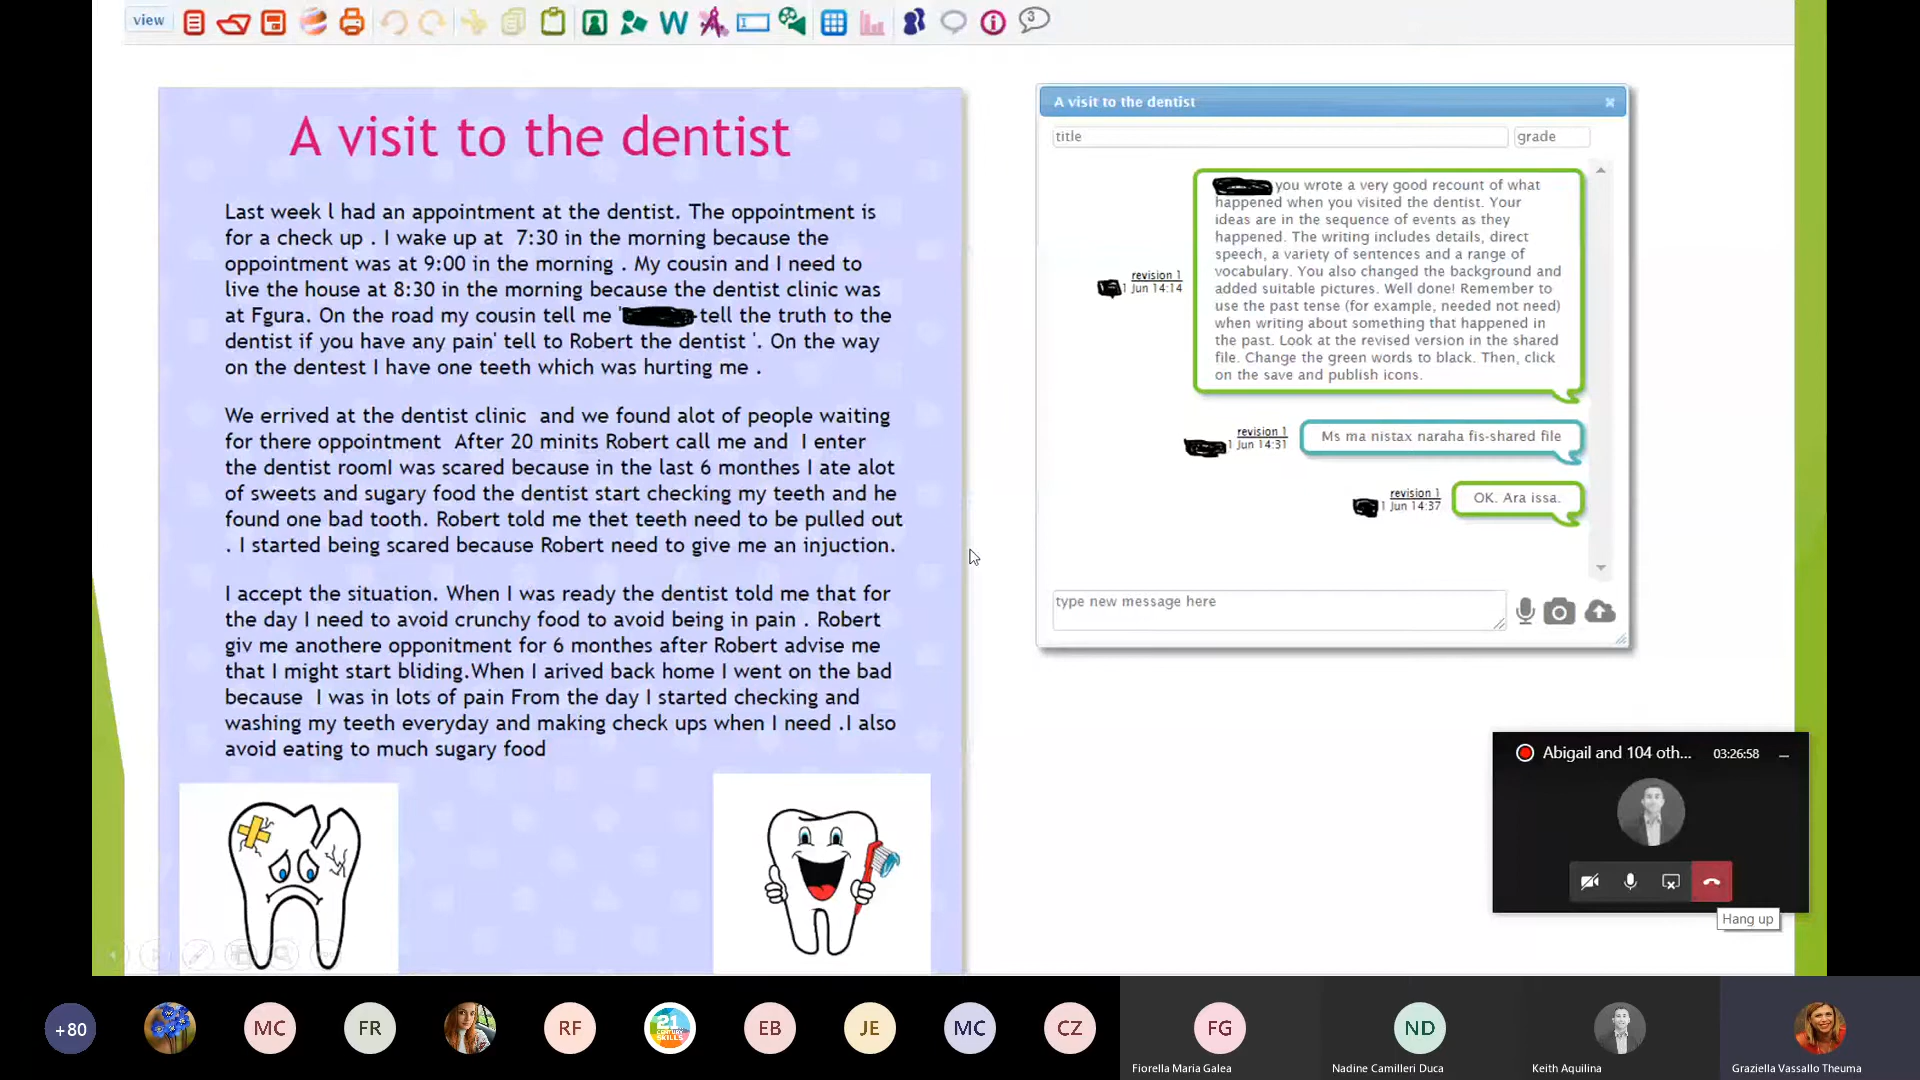 view
W
3
A visit to the dentist
Last week l had an appointment at the dentist. The oppointment is
for a check up . I wake up at 7:30 in the morning because the
oppointment was at 9:00 in the morning . My cousin and I need to
live the house at 8:30 in the morning because the dentist clinic was
at Fgura. On the road my cousin tell me ' tell the truth to the
dentist if you have any pain' tell to Robert the dentist '. On the way
on the dentest I have one teeth which was hurting me .
We errived at the dentist clinic and we found alot of people waiting
for there oppointment After 20 minits Robert call me and I enter
the dentist roomI was scared because in the last 6 monthes I ate alot
of sweets and sugary food the dentist start checking my teeth and he
found one bad tooth. Robert told me thet teeth need to be pulled out
. I started being scared because Robert need to give me an injuction.
I accept the situation. When I was ready the dentist told me that for
the day I need to avoid crunchy food to avoid being in pain . Robert
giv me anothere opponitment for 6 monthes after Robert advise me
that I might start bliding.When I arived back home I went on the bad
because I was in lots of pain From the day I started checking and
washing my teeth everyday and making check ups when I need .I also
avoid eating to much sugary food
A visit to the dentist
title
grade
you wrote a very good recount of what
happened when you visited the dentist. Your
ideas are in the sequence of events as they
happened. The writing includes details, direct
speech, a variety of sentences and a range of
vocabulary. You also changed the background and
added suitable pictures. Well done! Remember to
use the past tense (for example, needed not need)
when writing about something that happened in
the past. Look at the revised version in the shared
file. Change the green words to black. Then, click
on the save and publish icons.
revision 1
1 Jun 14:14
revision 1
1 Jun 14:31
Ms ma nistax naraha fis-shared file
revision 1
1 Jun 14:37
OK. Ara issa.
type new message here
Abigail and 104 oth... 03:26:58
Hang up
+80
MC
FR
RF
21
CENTURY
SKILLS
EB
JE
MC
CZ
FG
ND
Fiorella Maria Galea
Nadine Camilleri Duca
Keith Aquilina
Graziella Vassallo Theuma